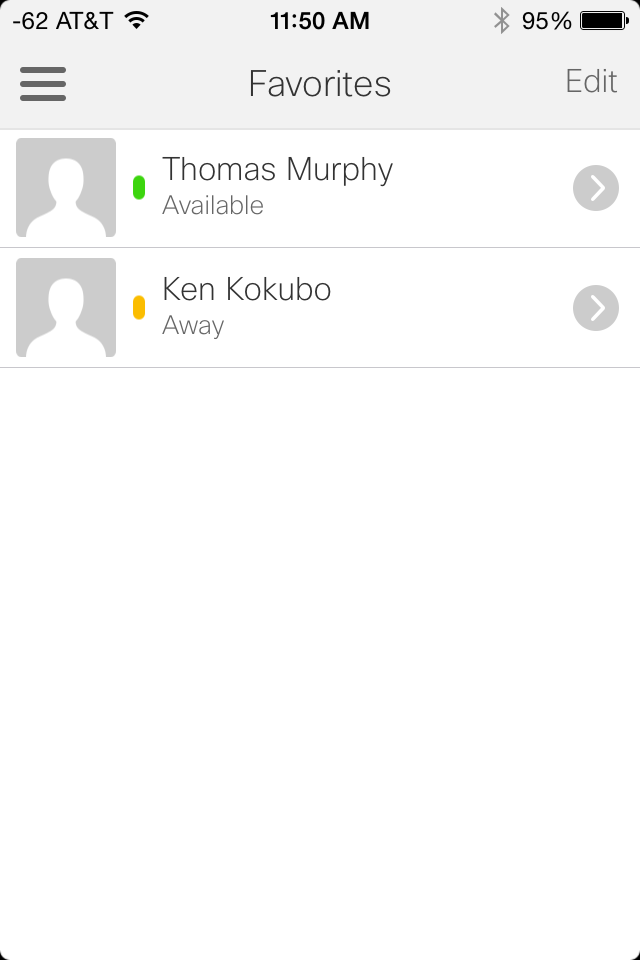 -62 AT&T 11:50 AM 95%
Favorites Edit
Thomas Murphy
Available
Ken Kokubo
Away